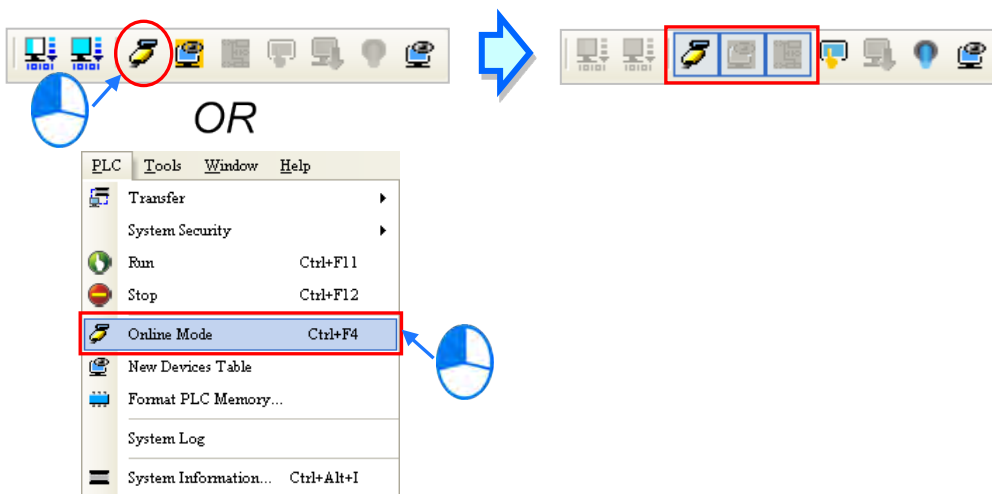 OR
PLC Tools Window Help
Transfer
System Security
Run Ctrl+F11
Stop Ctrl+F12
Online Mode Ctrl+F4
New Devices Table
Format PLC Memory...
System Log
System Information... Ctrl+Alt+I